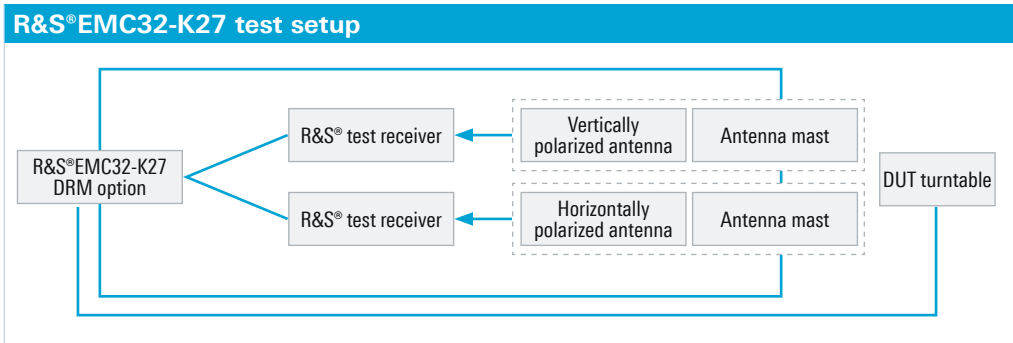 R&S®EMC32-K27 test setup
R&S®EMC32-K27
DRM option
R&S® test receiver
Vertically
polarized antenna
Antenna mast
R&S® test receiver
Horizontally
polarized antenna
Antenna mast
DUT turntable